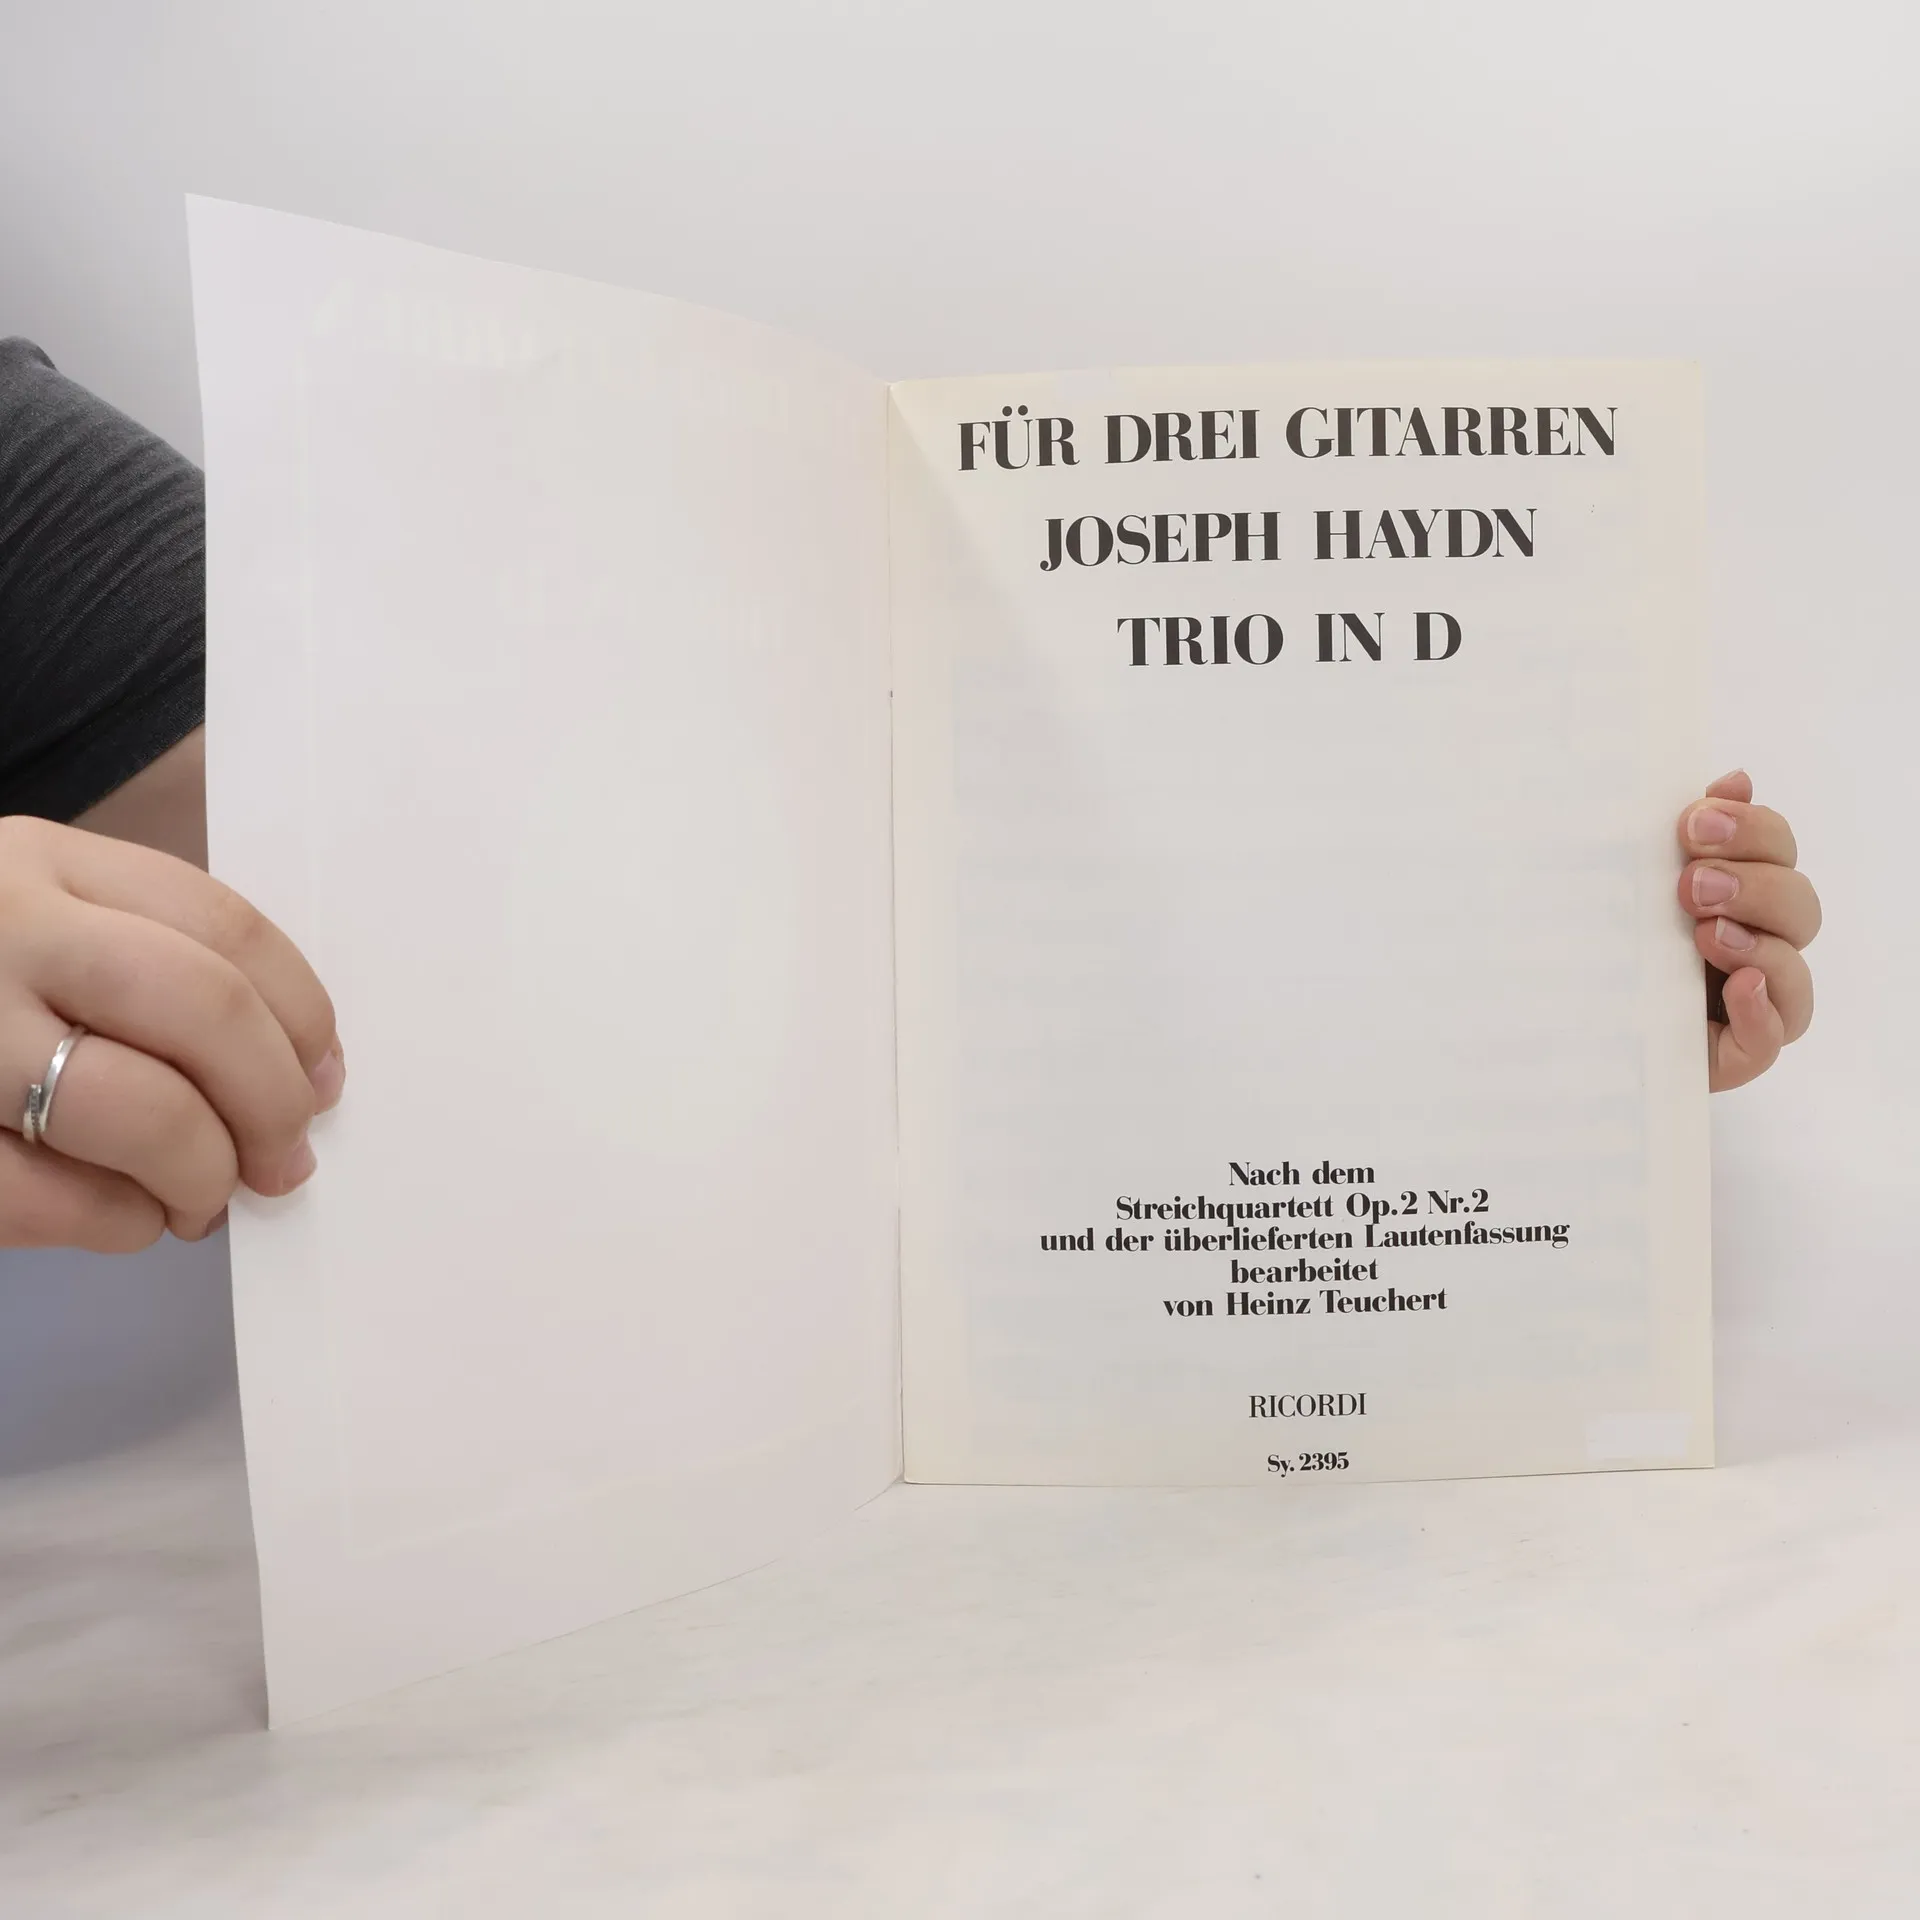 FÜR DREI GITARREN
JOSEPH HAYDN
TRIO IN D
Nach dem
Streichquartett Op.2 Nr.2
und der überlieferten Lautenfassung
bearbeitet
von Heinz Teuchert
RICORDI
Sy. 2395